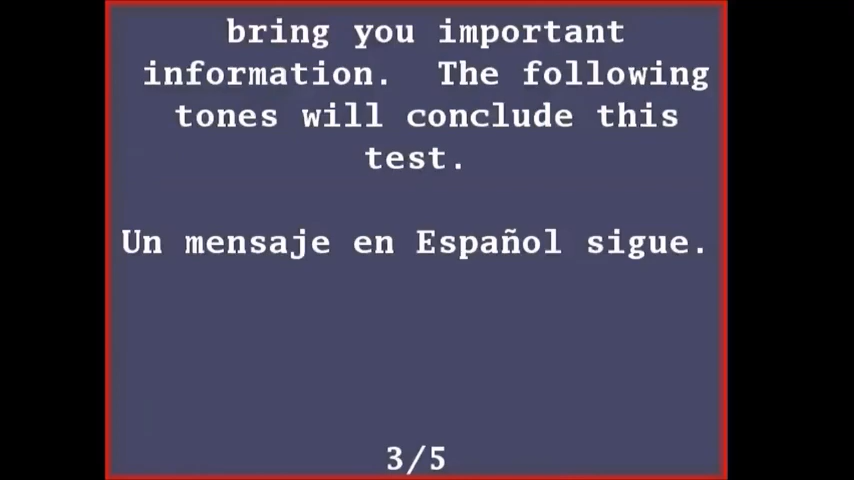 bring you important
information.  The following
tones will conclude this
test.
Un mensaje en Español sigue.
3/5